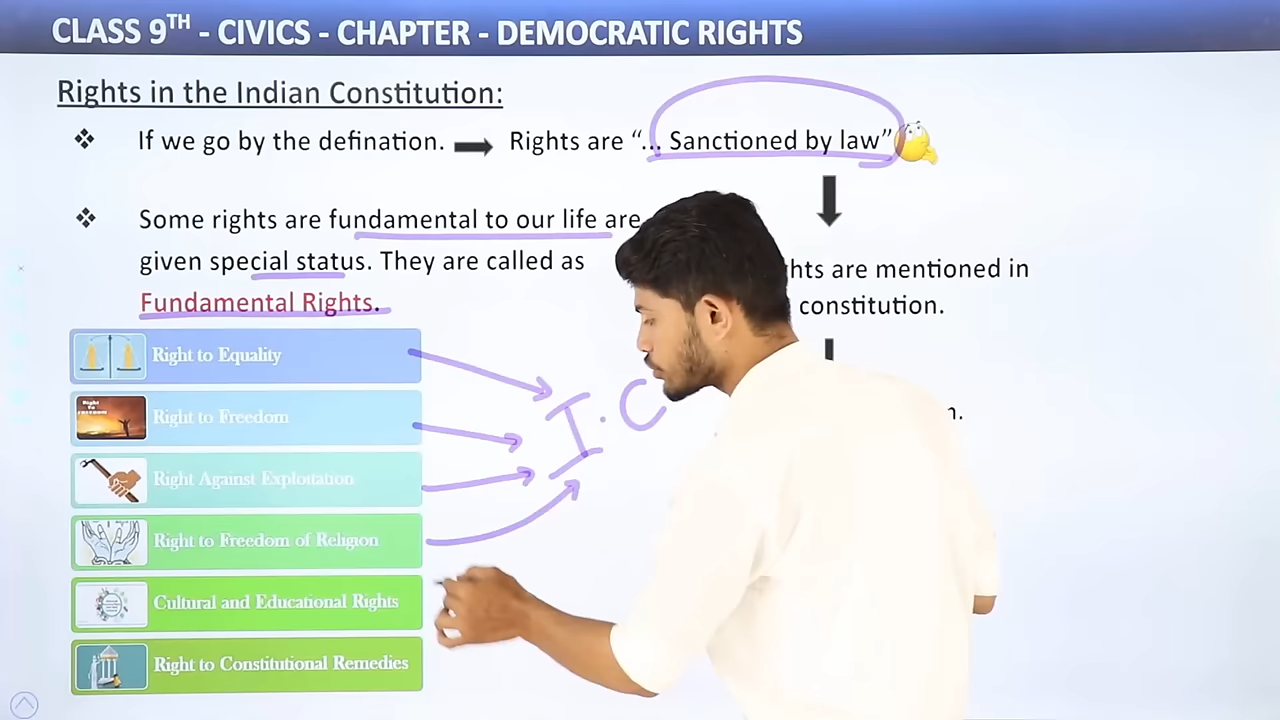 CLASS 9TH - CIVICS - CHAPTER - DEMOCRATIC RIGHTS
Rights in the Indian Constitution:
❖ If we go by the defination. ➡ Rights are “... Sanctioned by law”
❖ Some rights are fundamental to our life are
given special status. They are called as
Fundamental Rights.
are mentioned in
constitution.
Right to Equality
Right to Freedom
Right Against Exploitation
Right to Freedom of Religion
Cultural and Educational Rights
Right to Constitutional Remedies
I.C